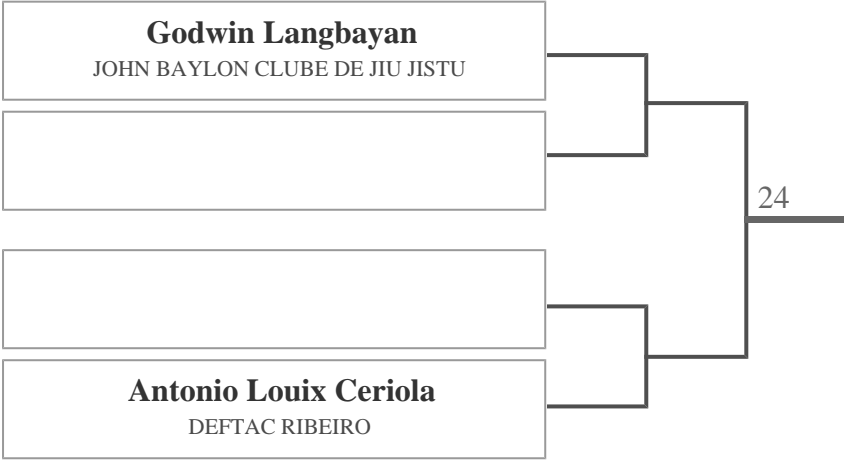 Godwin Langbayan
JOHN BAYLON CLUBE DE JIU JISTU
24
Antonio Louix Ceriola
DEFTAC RIBEIRO